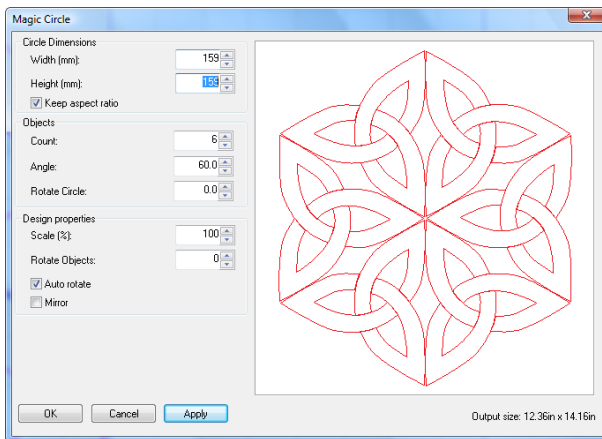 Magic Circle
Circle Dimensions
Width (mm): 159
Height (mm): 159
Keep aspect ratio
Objects
Count: 6
Angle: 60.0
Rotate Circle: 0.0
Design properties
Scale (%): 100
Rotate Objects: 0
Auto rotate
Mirror
OK Cancel Apply
Output size: 12.36in x 14.16in